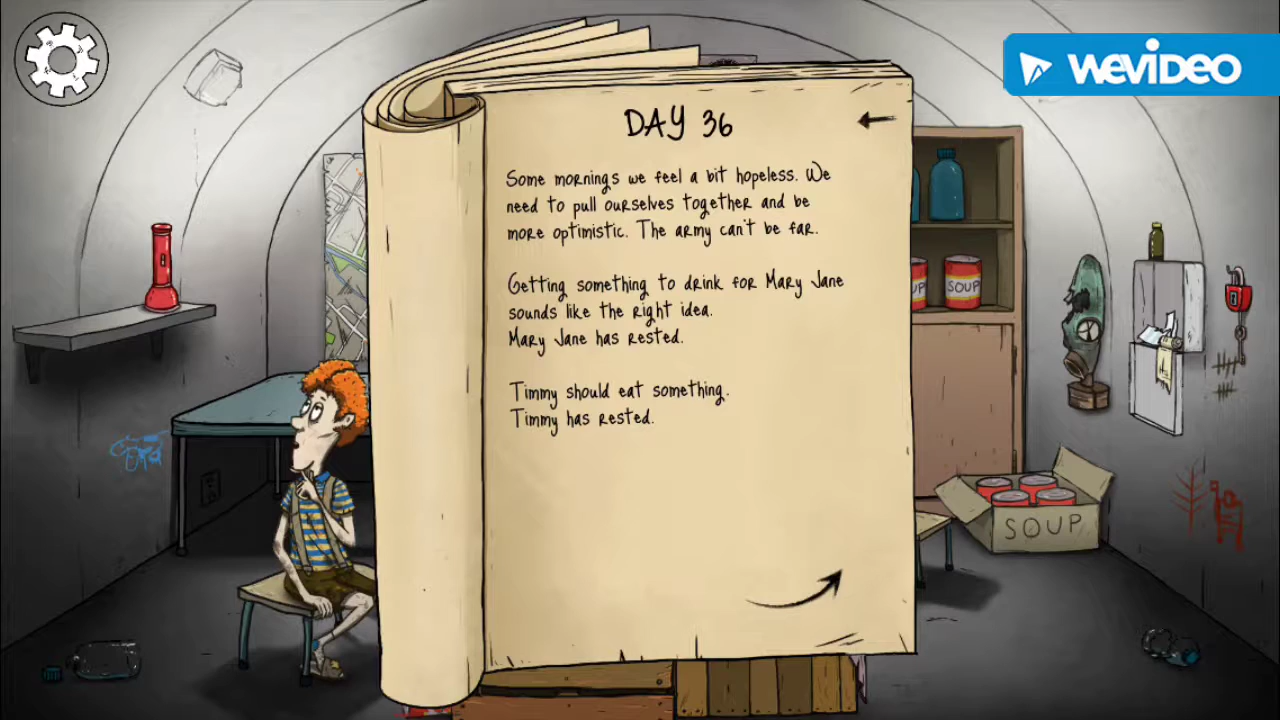 WEVIDEO
DAY 36
Some mornings we feel a bit hopeless. We
need to pull ourselves together and be
more optimistic. The army can't be far.
Getting something to drink for Mary Jane
sounds like the right idea.
Mary Jane has rested.
Timmy should eat something.
Timmy has rested.
UP
SOUP
SOUP